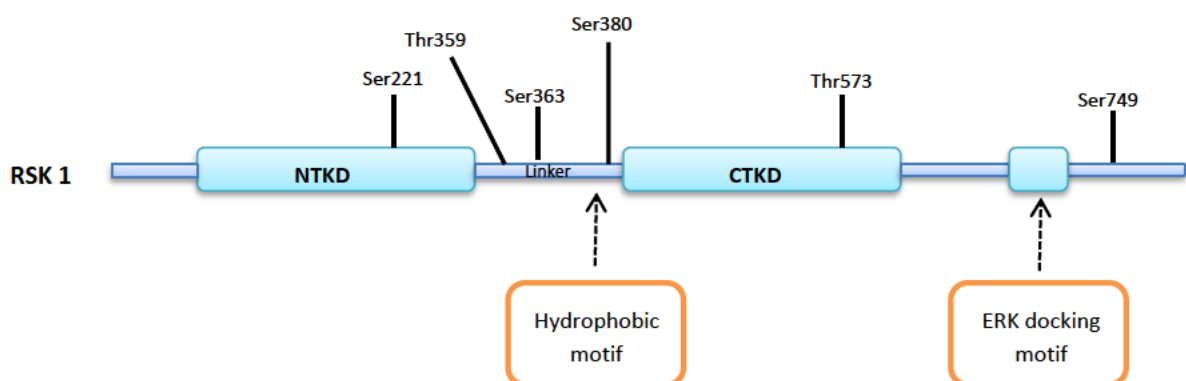 Ser380
Thr359
Ser221
Ser363
Thr573
Ser749
RSK 1
NTKD
Linker
CTKD
Hydrophobic
motif
ERK docking
motif